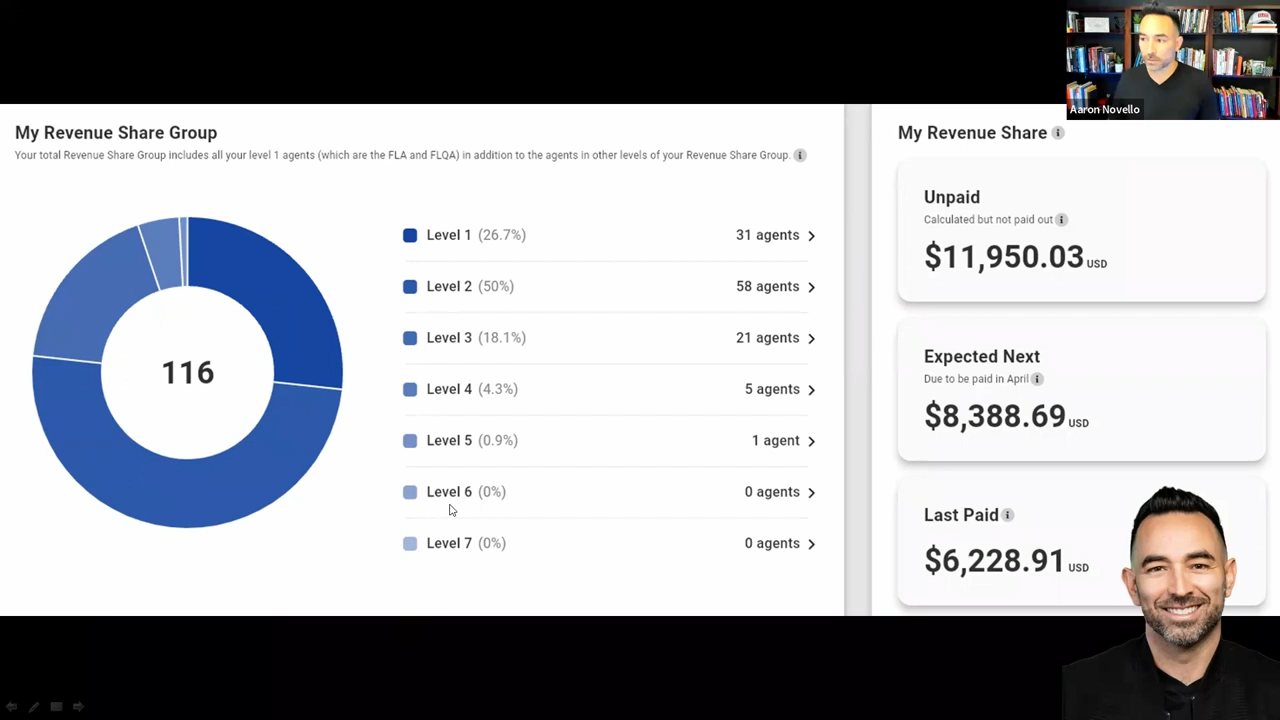 Aaron Novello
My Revenue Share Group
Your total Revenue Share Group includes all your level 1 agents (which are the FLA and FLQA) in addition to the agents in other levels of your Revenue Share Group. i
116
Level 1 (26.7%) 31 agents
Level 2 (50%) 58 agents
Level 3 (18.1%) 21 agents
Level 4 (4.3%) 5 agents
Level 5 (0.9%) 1 agent
Level 6 (0%) 0 agents
Level 7 (0%) 0 agents
My Revenue Share i
Unpaid
Calculated but not paid out i
$11,950.03 USD
Expected Next
Due to be paid in April i
$8,388.69 USD
Last Paid i
$6,228.91 USD